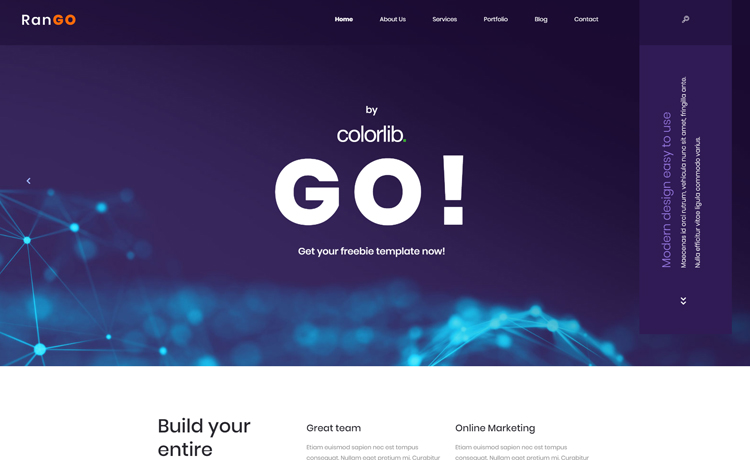 RanGO
Home About Us Services Portfolio Blog Contact
by
colorlib.
GO!
Get your freebie template now!
Modern design easy to use
Maecenas id orci rutrum, vehicula nunc sit amet, fringilla ante.
Nulla efficitur vitae ligula commodo varius.
Build your
entire
Great team
Etiam euismod sapien nec est tempus
consequat. Nullam eget pretium mi. Curabitur
Online Marketing
Etiam euismod sapien nec est tempus
consequat. Nullam eget pretium mi. Curabitur